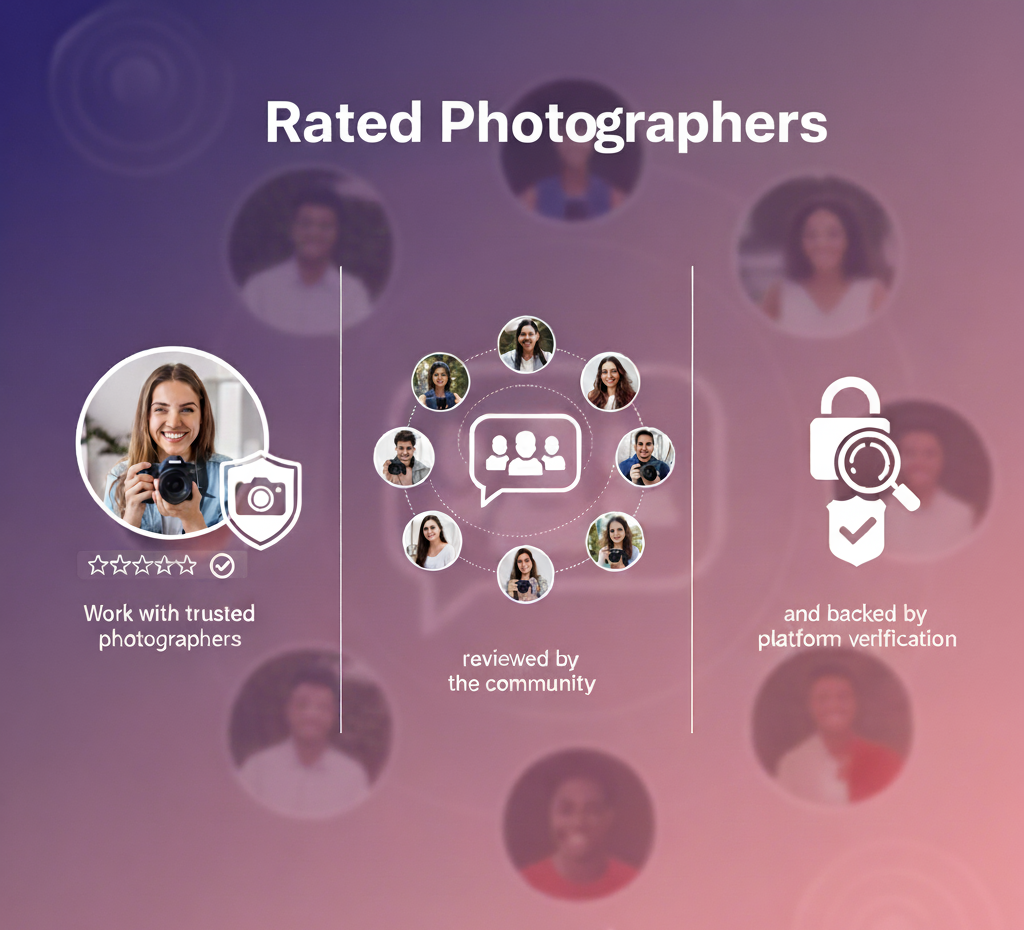 Rated Photographers
Work with trusted
photographers
reviewed by
the community
and backed by
platform verification